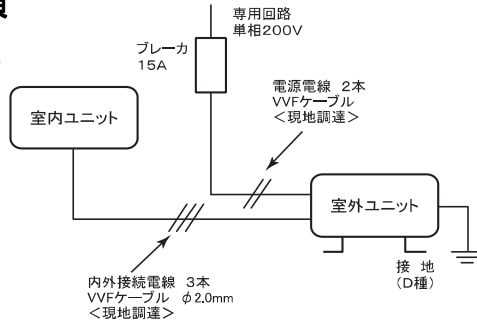 専用回路
単相200V
ブレーカ
15A
電源電線 2本
VVFケーブル
<現地調達>
室内ユニット
室外ユニット
接 地
(D種)
内外接続電線 3本
VVFケーブル φ2.0mm
<現地調達>